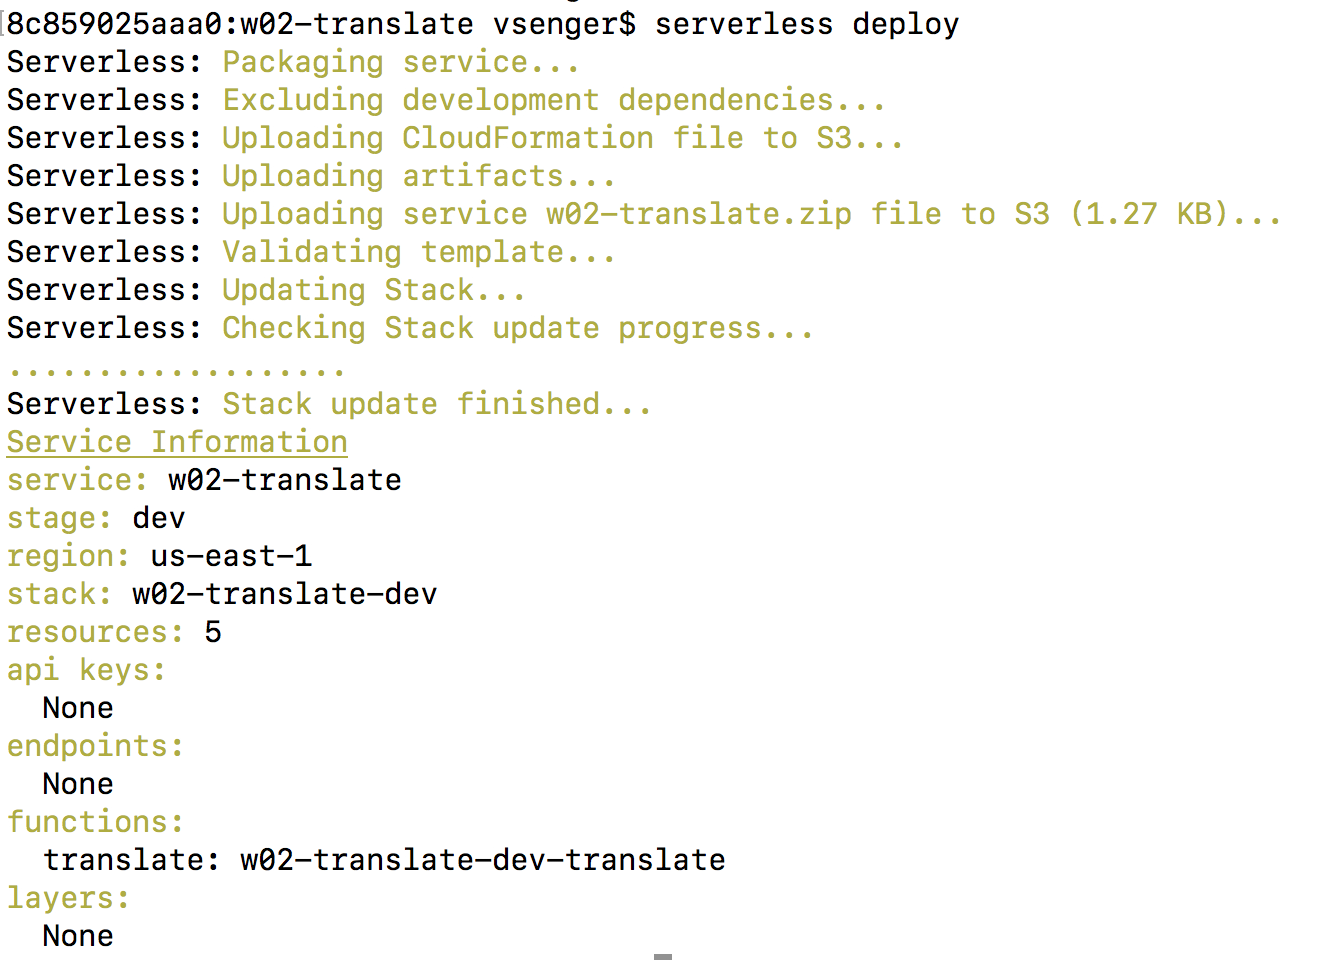 8c859025aaa0:w02-translate vsenger$ serverless deploy
Serverless: Packaging service...
Serverless: Excluding development dependencies...
Serverless: Uploading CloudFormation file to S3...
Serverless: Uploading artifacts...
Serverless: Uploading service w02-translate.zip file to S3 (1.27 KB)...
Serverless: Validating template...
Serverless: Updating Stack...
Serverless: Checking Stack update progress...
...................
Serverless: Stack update finished...
Service Information
service: w02-translate
stage: dev
region: us-east-1
stack: w02-translate-dev
resources: 5
api keys:
  None
endpoints:
  None
functions:
  translate: w02-translate-dev-translate
layers:
  None